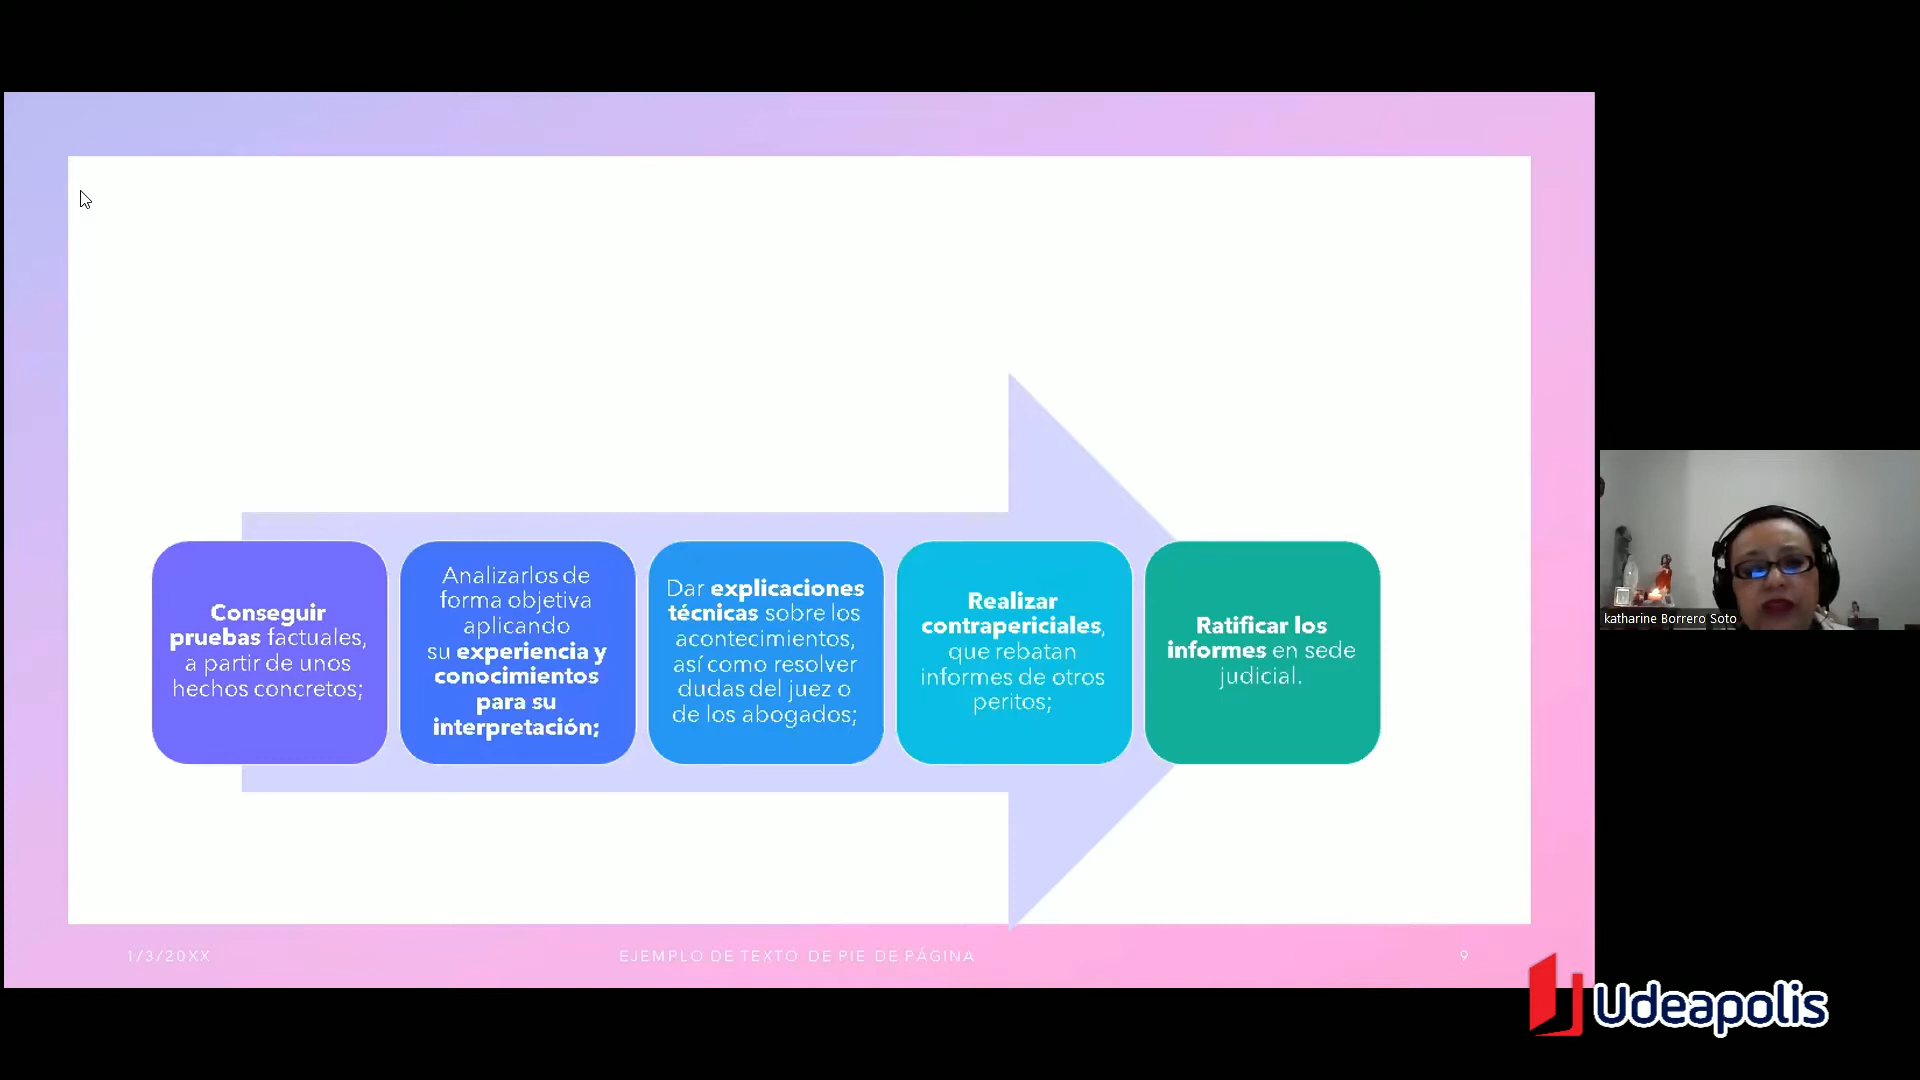 Conseguir
pruebas factuales,
a partir de unos
hechos concretos;
Analizarlos de
forma objetiva
aplicando
su experiencia y
conocimientos
para su
interpretación;
Dar explicaciones
técnicas sobre los
acontecimientos,
así como resolver
dudas del juez o
de los abogados;
Realizar
contrapericiales,
que rebatan
informes de otros
peritos;
Ratificar los
informes en sede
judicial.
katharine Borrero Soto
1/3/20XX
EJEMPLO DE TEXTO DE PIE DE PÁGINA
9
Udeapolis